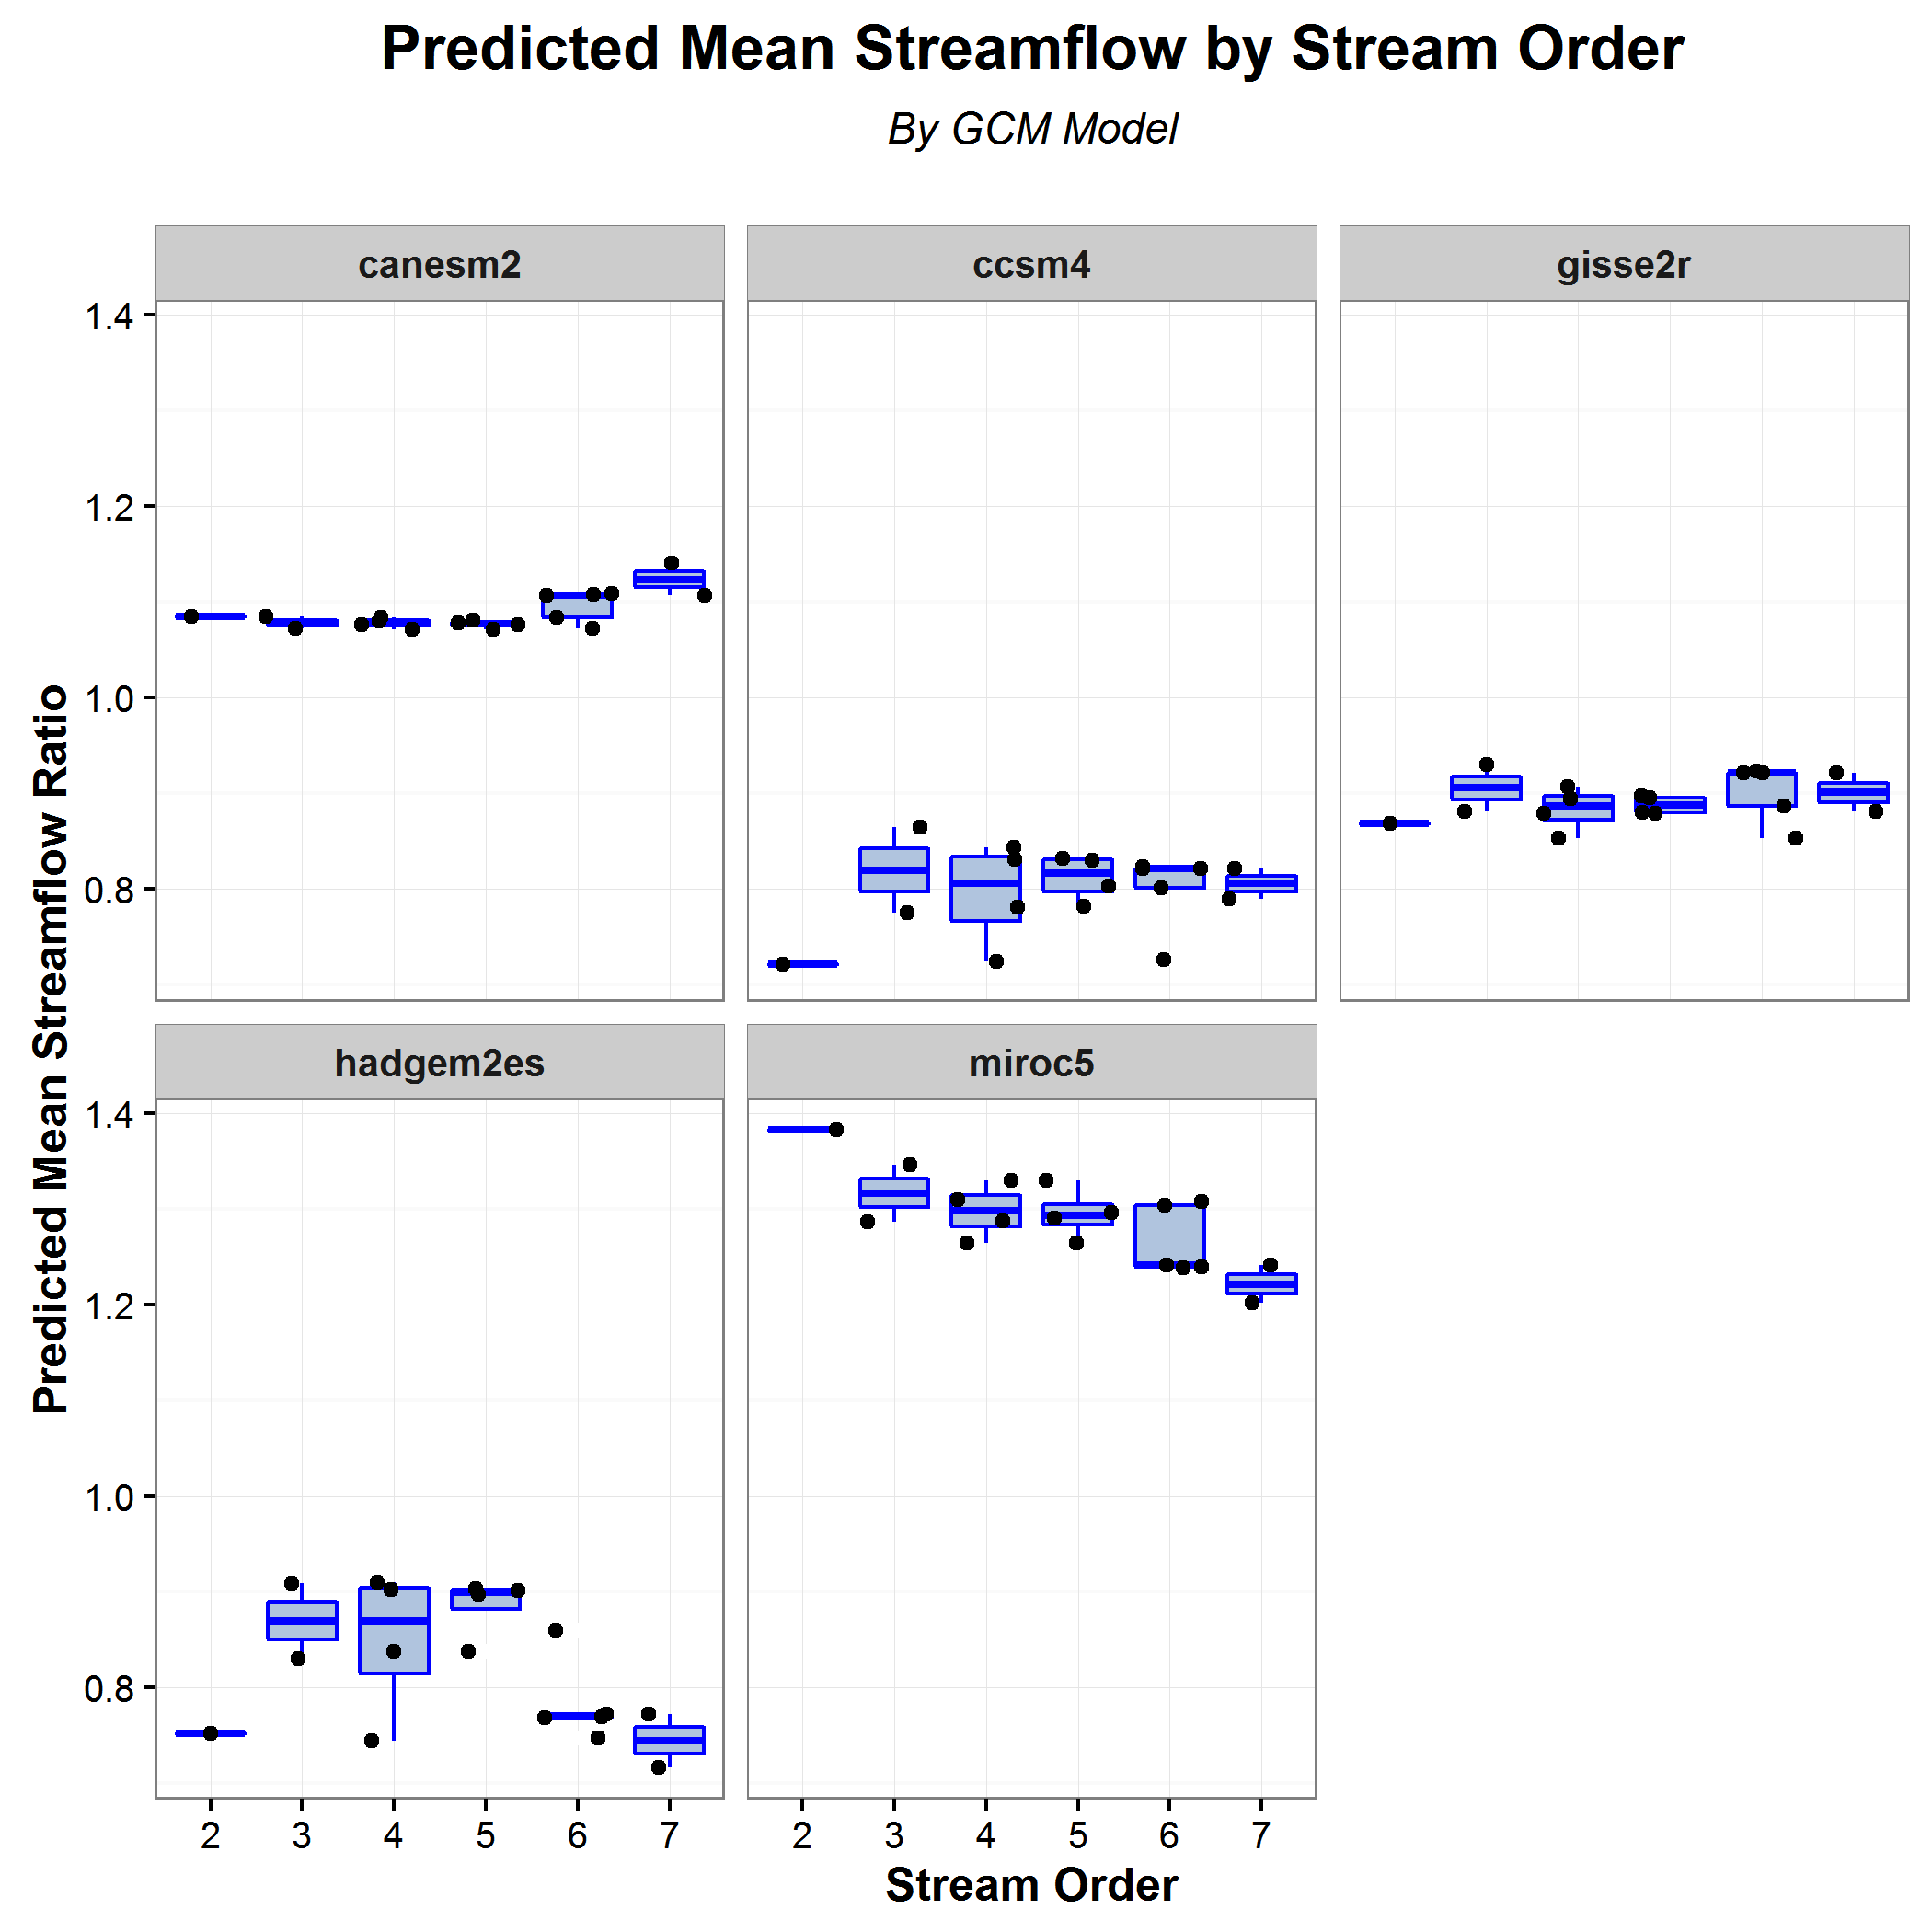 Predicted Mean Streamflow by Stream Order
By GCM Model
canesm2
ccsm4
gisse2r
1.4
1.2
1.0
0.8
Predicted Mean Streamflow Ratio
hadgem2es
miroc5
1.4
1.2
1.0
0.8
2 3 4 5 6 7
2 3 4 5 6 7
Stream Order